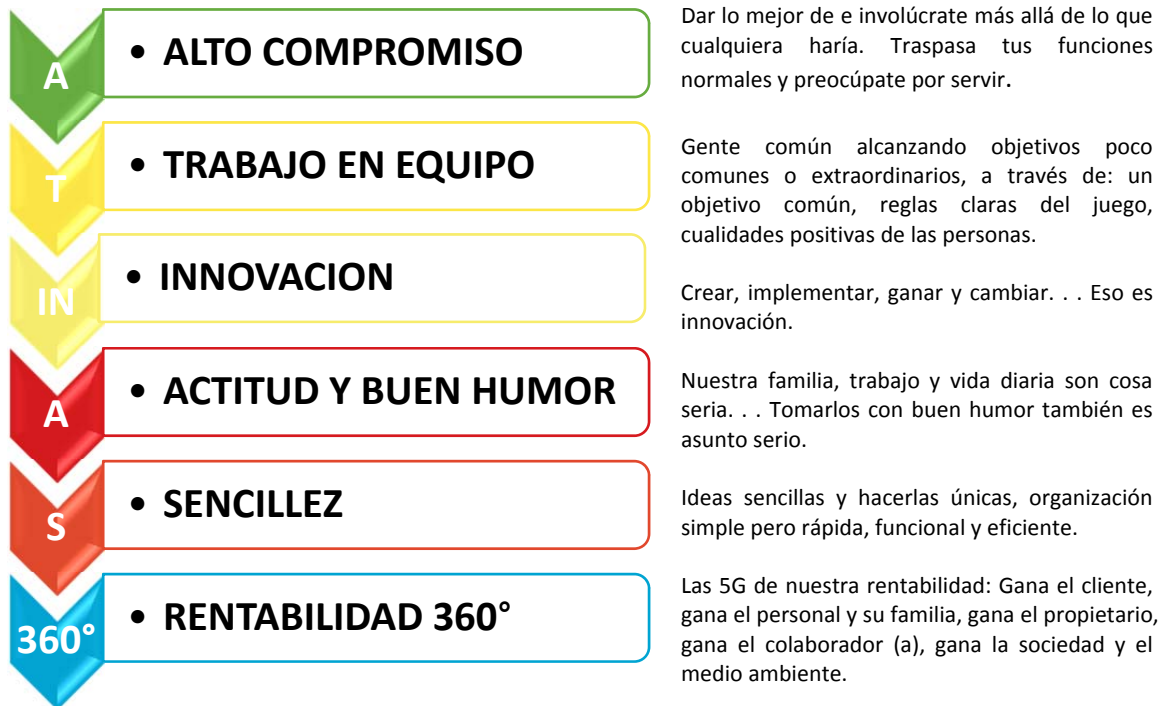 A
• ALTO COMPROMISO
Dar lo mejor de e involúcrate más allá de lo que
cualquiera haría. Traspasa tus funciones
normales y preocúpate por servir.
T
• TRABAJO EN EQUIPO
Gente común alcanzando objetivos poco
comunes o extraordinarios, a través de: un
objetivo común, reglas claras del juego,
cualidades positivas de las personas.
IN
• INNOVACION
Crear, implementar, ganar y cambiar. . . Eso es
innovación.
A
• ACTITUD Y BUEN HUMOR
Nuestra familia, trabajo y vida diaria son cosa
seria. . . Tomarlos con buen humor también es
asunto serio.
S
• SENCILLEZ
Ideas sencillas y hacerlas únicas, organización
simple pero rápida, funcional y eficiente.
360°
• RENTABILIDAD 360°
Las 5G de nuestra rentabilidad: Gana el cliente,
gana el personal y su familia, gana el propietario,
gana el colaborador (a), gana la sociedad y el
medio ambiente.